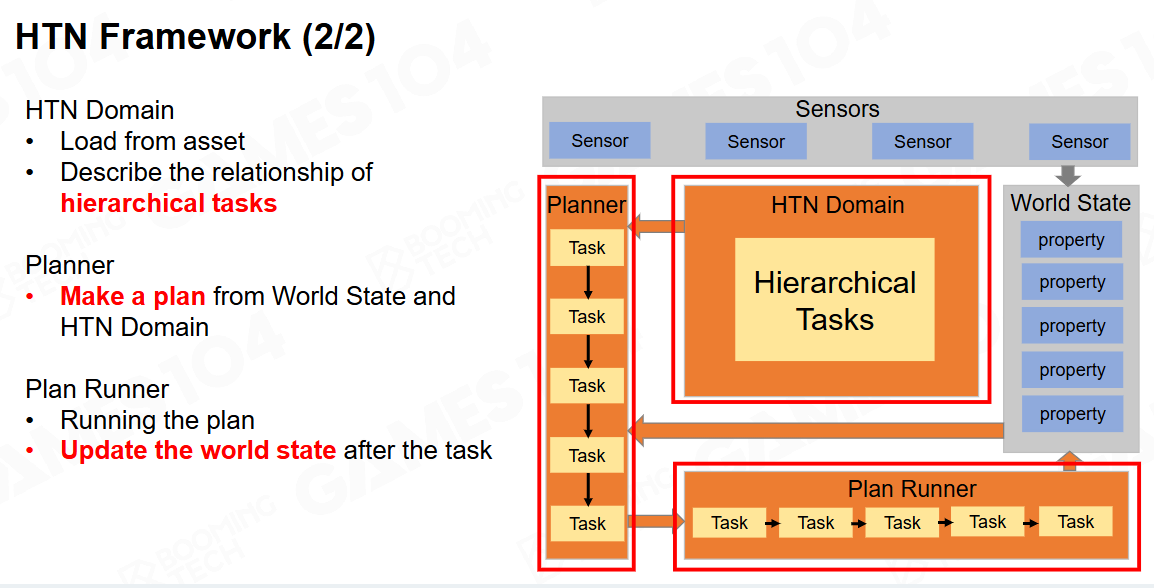 HTN Framework (2/2)
HTN Domain
• Load from asset
• Describe the relationship of
hierarchical tasks
Planner
• Make a plan from World State and
HTN Domain
Plan Runner
• Running the plan
• Update the world state after the task
Sensors
Sensor Sensor Sensor Sensor
Planner
Task
Task
Task
Task
Task
HTN Domain
Hierarchical
Tasks
World State
property
property
property
property
property
Plan Runner
Task Task Task Task Task
GAMES104
BOOMING
TECH